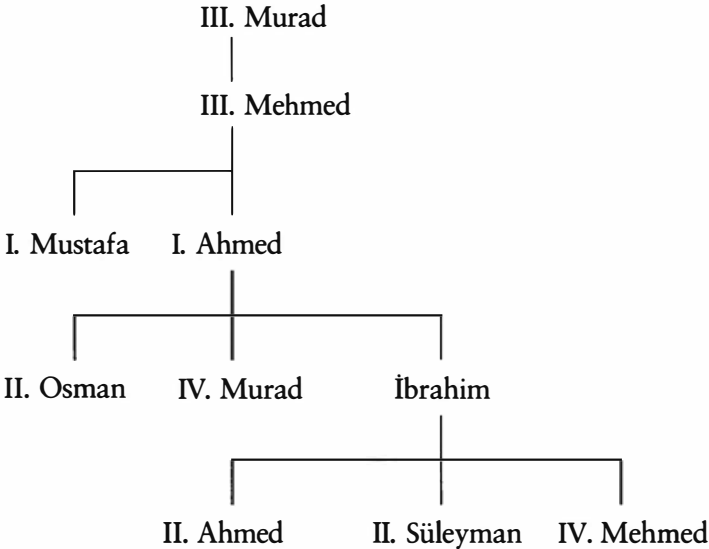 III. Murad
III. Mehmed
I. Mustafa I. Ahmed
II. Osman IV. Murad İbrahim
II. Ahmed II. Süleyman IV. Mehmed